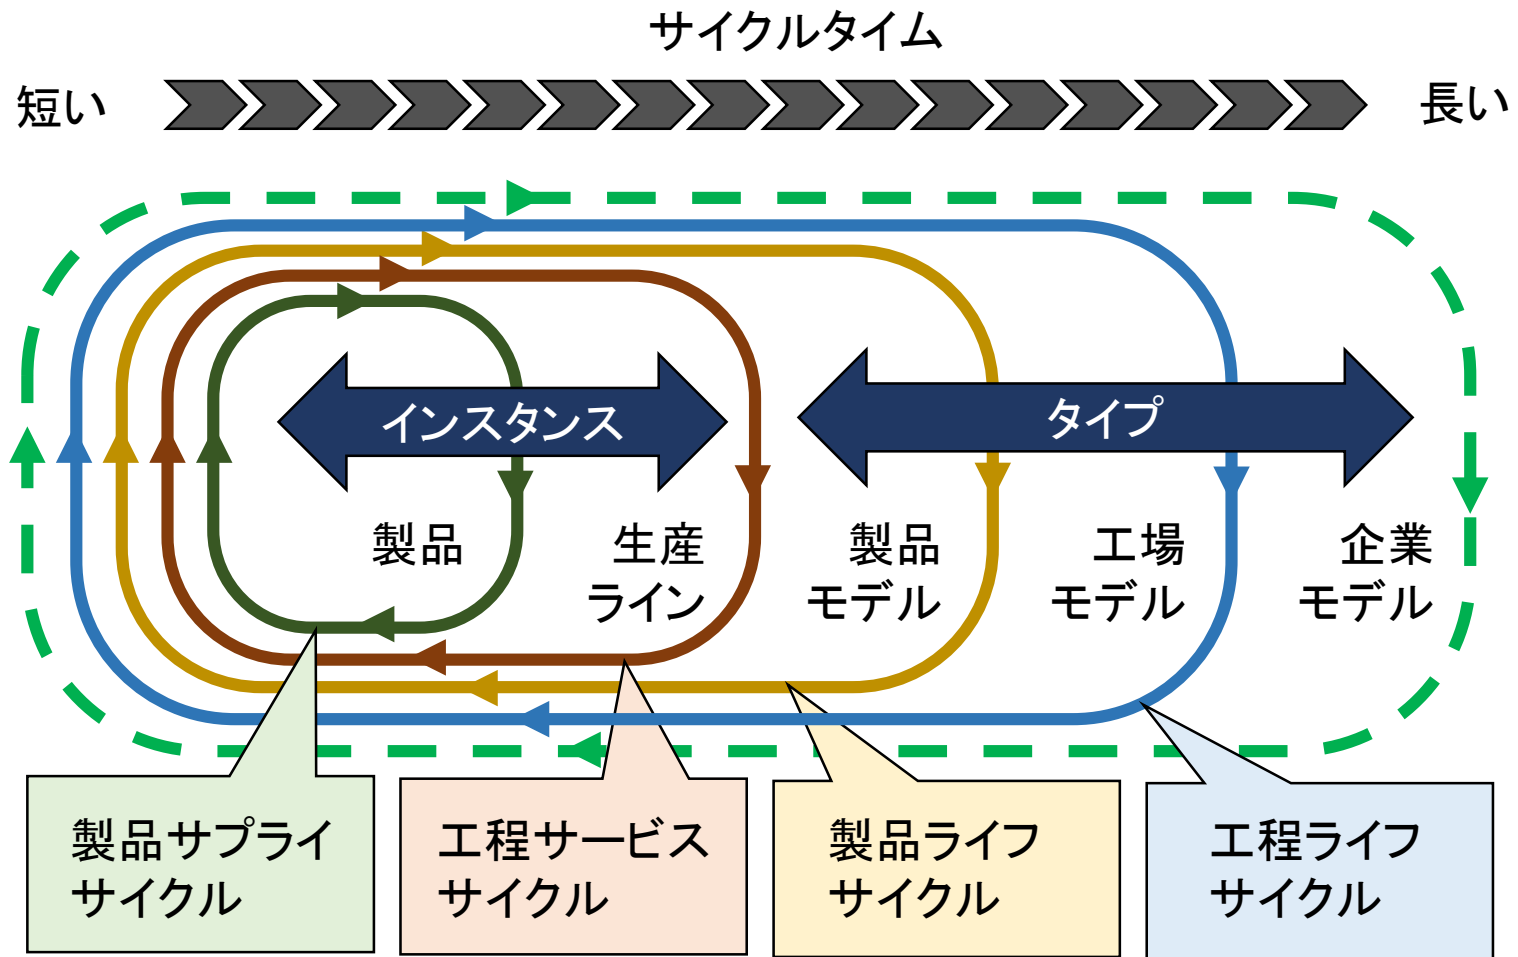 サイクルタイム
短い
長い
インスタンス
タイプ
製品
生産
ライン
製品
モデル
工場
モデル
企業
モデル
製品サプライ
サイクル
工程サービス
サイクル
製品ライフ
サイクル
工程ライフ
サイクル